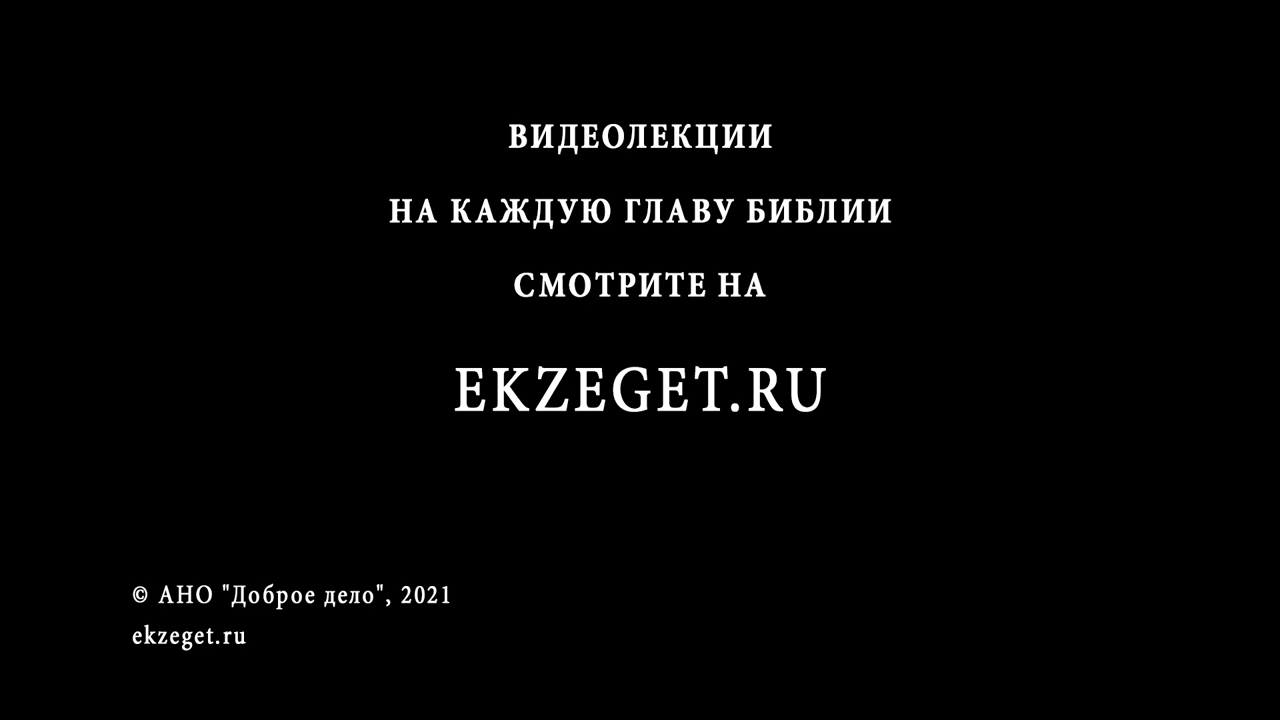 ВИДЕОЛЕКЦИИ
НА КАЖДУЮ ГЛАВУ БИБЛИИ
СМОТРИТЕ НА
EKZEGET.RU
© АНО "Доброе дело", 2021
ekzeget.ru